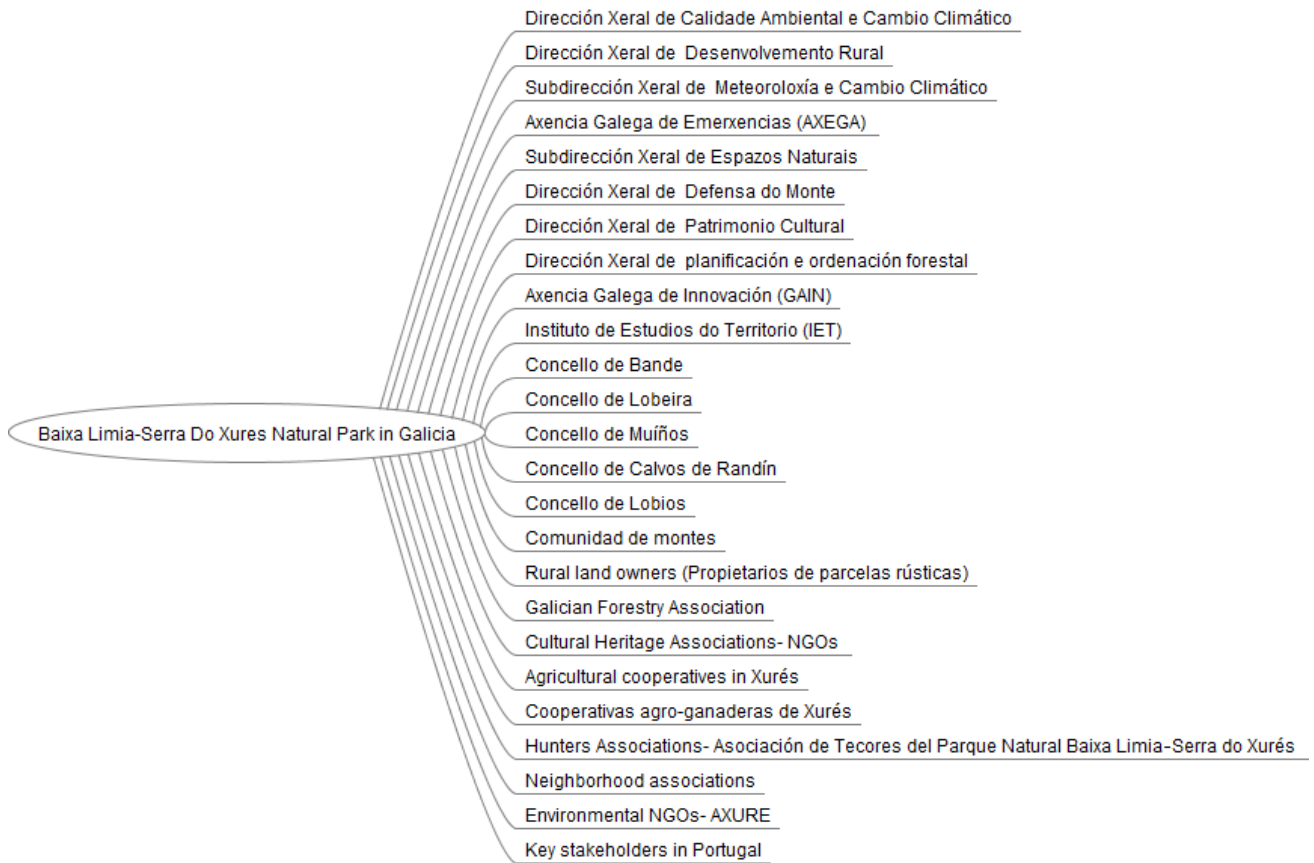 Dirección Xeral de Calidade Ambiental e Cambio Climático
Dirección Xeral de  Desenvolvemento Rural
Subdirección Xeral de  Meteoroloxía e Cambio Climático
Axencia Galega de Emerxencias (AXEGA)
Subdirección Xeral de Espazos Naturais
Dirección Xeral de  Defensa do Monte
Dirección Xeral de  Patrimonio Cultural
Dirección Xeral de  planificación e ordenación forestal
Axencia Galega de Innovación (GAIN)
Instituto de Estudios do Territorio (IET)
Concello de Bande
Concello de Lobeira
Baixa Limia-Serra Do Xures Natural Park in Galicia
Concello de Muíños
Concello de Calvos de Randín
Concello de Lobios
Comunidad de montes
Rural land owners (Propietarios de parcelas rústicas)
Galician Forestry Association
Cultural Heritage Associations- NGOs
Agricultural cooperatives in Xurés
Cooperativas agro-ganaderas de Xurés
Hunters Associations- Asociación de Tecores del Parque Natural Baixa Limia-Serra do Xurés
Neighborhood associations
Environmental NGOs- AXURE
Key stakeholders in Portugal